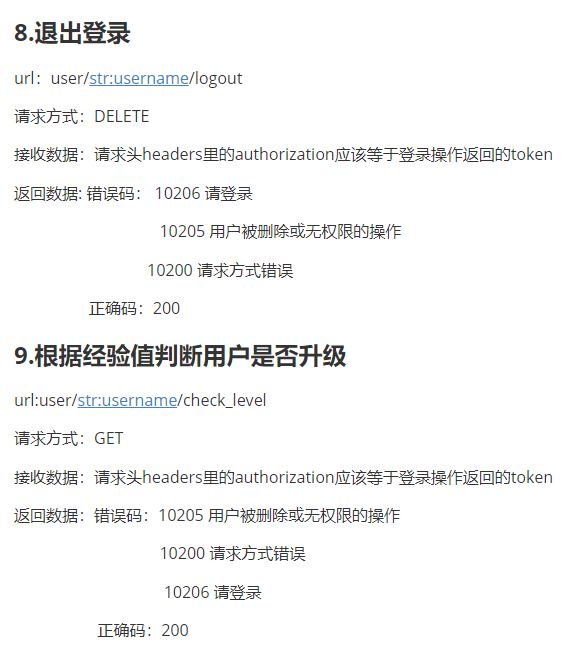 8.退出登录
url：user/str:username/logout
请求方式：DELETE
接收数据：请求头headers里的authorization应该等于登录操作返回的token
返回数据: 错误码： 10206 请登录
10205 用户被删除或无权限的操作
10200 请求方式错误
正确码：200
9.根据经验值判断用户是否升级
url:user/str:username/check_level
请求方式：GET
接收数据：请求头headers里的authorization应该等于登录操作返回的token
返回数据：错误码：10205 用户被删除或无权限的操作
10200 请求方式错误
10206 请登录
正确码：200